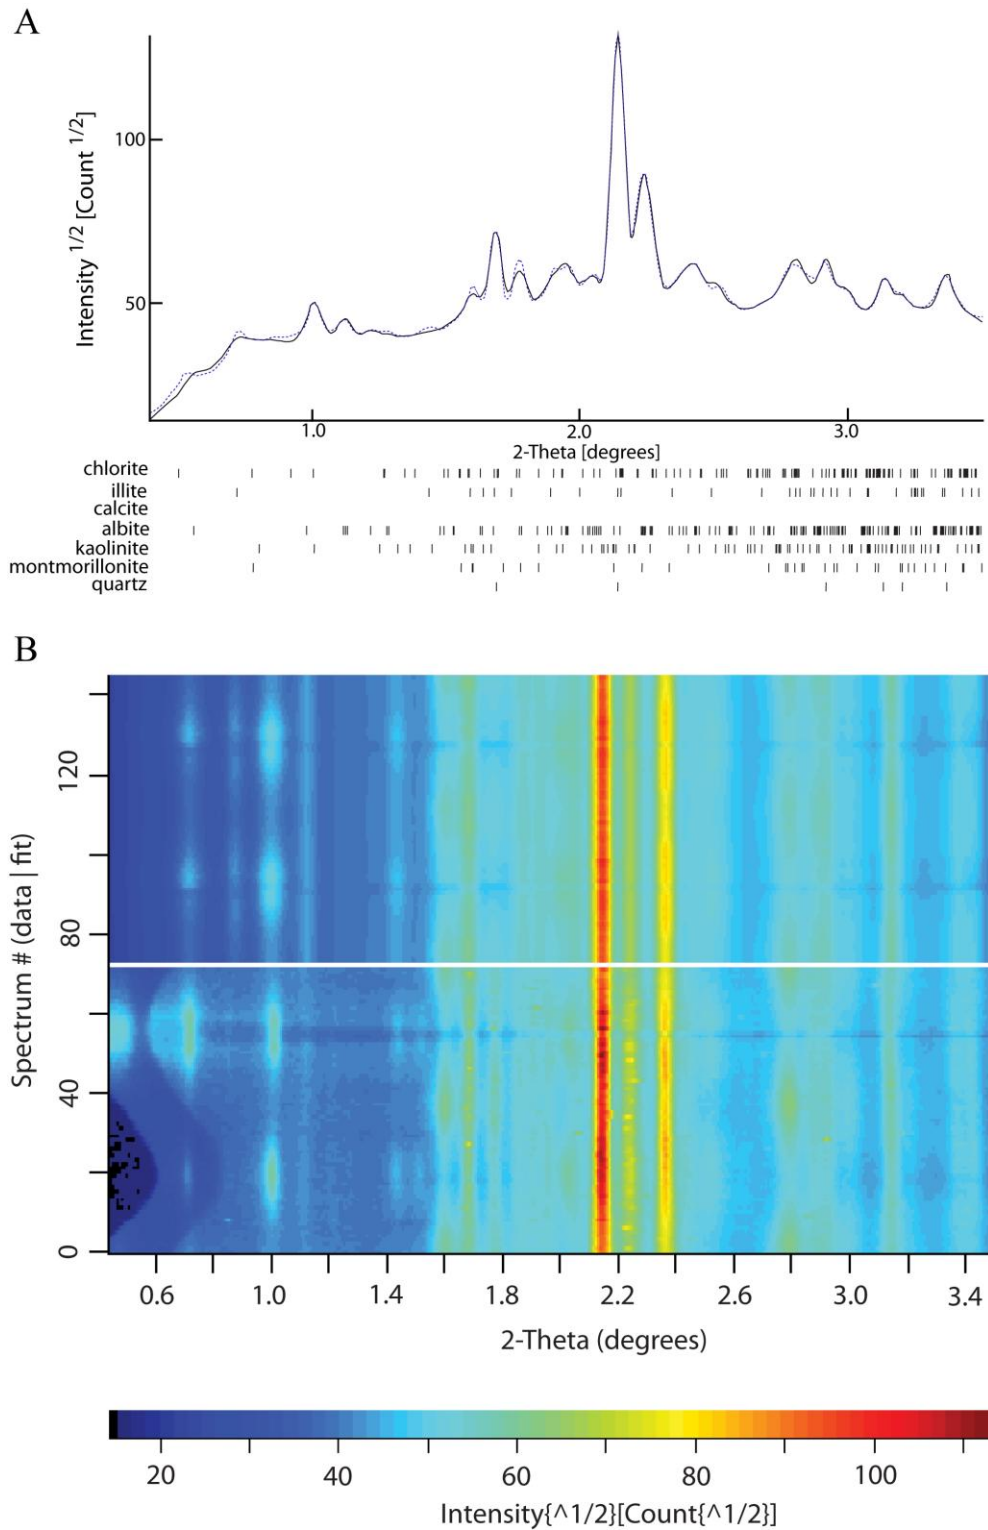 A
Intensity 1/2 [Count 1/2]
100
50
1.0 2.0 3.0
2-Theta [degrees]
chlorite
illite
calcite
albite
kaolinite
montmorillonite
quartz
B
Spectrum # (data | fit)
120
80
40
0
0.6 1.0 1.4 1.8 2.2 2.6 3.0 3.4
2-Theta (degrees)
20 40 60 80 100
Intensity{^1/2}[Count{^1/2}]